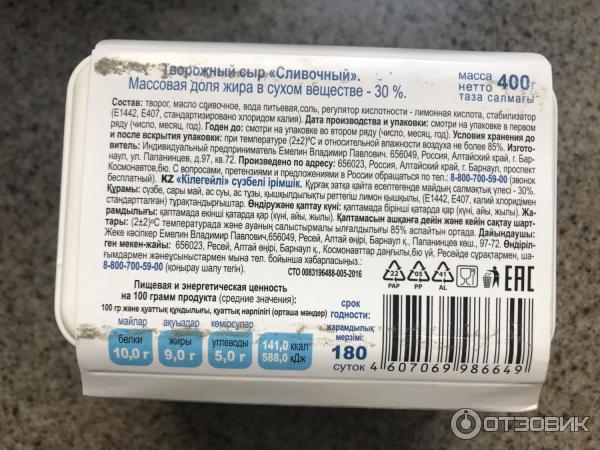 Творожный сыр «Сливочный».
Массовая доля жира в сухом веществе - 30 %.
масса
нетто
таза салмағы
400г
Состав: творог, масло сливочное, вода питьевая,соль, регулятор кислотности - лимонная кислота, стабилизатор
(Е1442, Е407, стандартизировано хлоридом калия). Дата производства и упаковки: смотри на упаковке в первом
ряду (число, месяц, год). Годен до: смотри на упаковке во втором ряду (число, месяц, год). Условия хранения до
и после вскрытия упаковки: при температуре (2±2)°С и относительной влажности воздуха не более 85%. Изгото-
витель: Индивидуальный предприниматель Емелин Владимир Павлович. 656049, Россия, Алтайский край, г. Бар-
наул, ул. Папанинцев, д.97, кв.72. Произведено по адресу: 656023, Россия, Алтайский край, г. Барнаул, проспект
Космонавтов,6ю. С вопросами, претензиями и предложениями в России обращаться по тел.: 8-800-700-59-00 (звонок
бесплатный). KZ «Кілегейлі» сүзбелі ірімшік. Құрғақ затқа қайта есептегенде майдың салмақтық үлесі - 30%.
Құрамы: сүзбе, сары май, ас суы, ас тұзы, қышқылдылықты реттегіш лимон қышқылы, (Е1442, Е407, калий хлоридімен
стандартталған) тұрақтандырғыштар. Өндіру және қаптау күні: қаптамада бірінші қатарда қар (күні, айы, жылы). Жа-
рамдылығы: қаптамада екінші қатарда қар (күні, айы, жылы). Қаптамасын ашқанға дейін және кейін сақтау шарт-
тары: (2±2)°С температурада және ауаның салыстырмалы ылғалдылығы 85% аспайтын ортада. Дайындаушы:
Жеке кәсіпкер Емелин Владимир Павлович,656049, Ресей, Алтай өңірі, Барнаул қ., Папанинцев көш., 97-72. Өндіріл-
ген мекен-жайы: 656023, Ресей, Алтай өңірі, Барнаул қ., Космонавттар даңғылы,6ю үй, Ресейде сұрақтармен, ша-
ғымдармен және ұсыныстармен мына тел. бойынша хабарласыңыз.
8-800-700-59-00 (қоңырау шалу тегін).
СТО 0083196488-005-2016
22
PAP
05
PP
41
AL
EAC
Пищевая и энергетическая ценность
на 100 грамм продукта (средние значения):
100 гр және қуаттық құндылығы, қуаттық нәрлілігі (орташа мәндер)
майлар
ақуыздар
көмірсулар
белки
10,0 г
жиры
9,0 г
углеводы
5,0 г
141,0 ккал
588,0 кДж
срок
годности:
жарамдылық
мерзімі:
180
суток
4 607069 986649
ОТЗОВИК